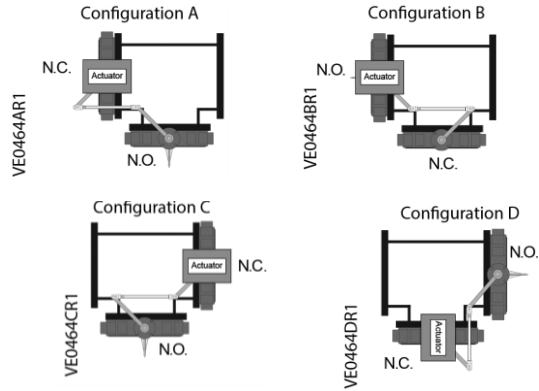 Configuration A
N.C.
Actuator
N.O.
VE0464AR1
Configuration B
N.O.
Actuator
N.C.
VE0464BR1
Configuration C
Actuator
N.C.
N.O.
VE0464CR1
Configuration D
N.O.
Actuator
N.C.
VE0464DR1